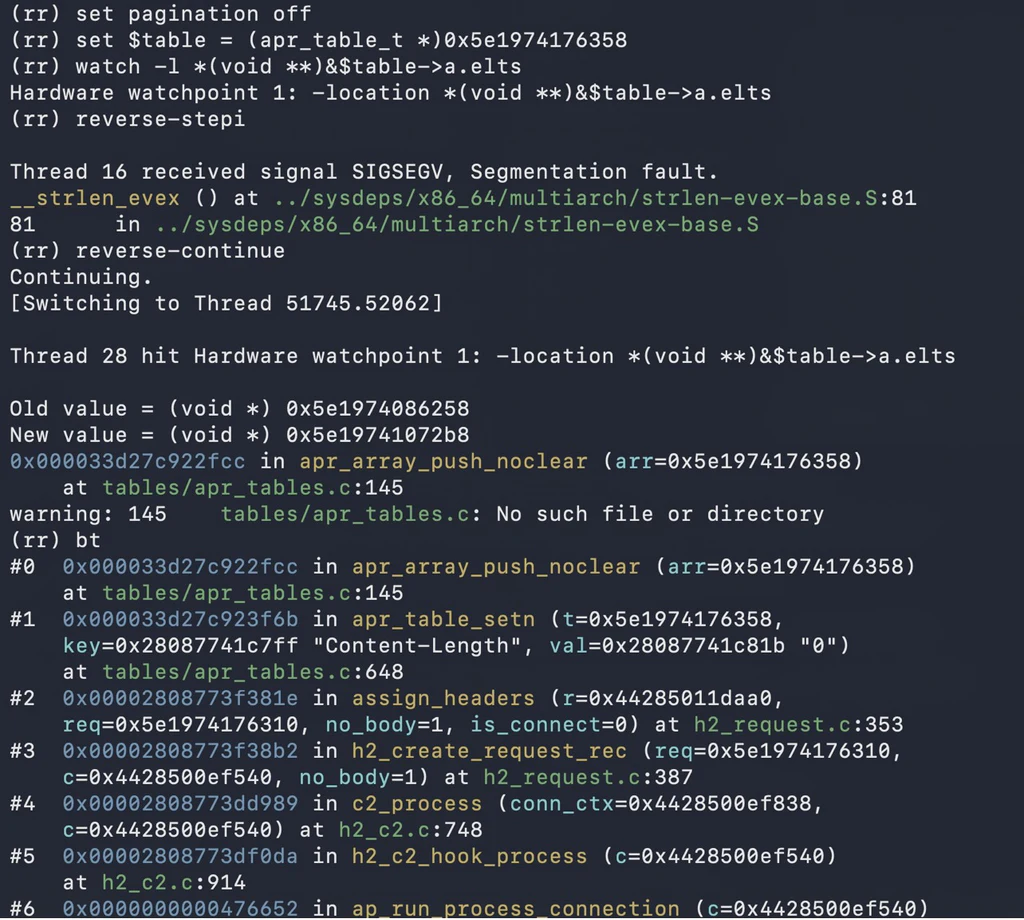 (rr) set pagination off
(rr) set $table = (apr_table_t *)0x5e1974176358
(rr) watch -l *(void **)&$table->a.elts
Hardware watchpoint 1: -location *(void **)&$table->a.elts
(rr) reverse-stepi

Thread 16 received signal SIGSEGV, Segmentation fault.
__strlen_evex () at ../sysdeps/x86_64/multiarch/strlen-evex-base.S:81
81      in ../sysdeps/x86_64/multiarch/strlen-evex-base.S
(rr) reverse-continue
Continuing.
[Switching to Thread 51745.52062]

Thread 28 hit Hardware watchpoint 1: -location *(void **)&$table->a.elts

Old value = (void *) 0x5e1974086258
New value = (void *) 0x5e19741072b8
0x000033d27c922fcc in apr_array_push_noclear (arr=0x5e1974176358)
    at tables/apr_tables.c:145
warning: 145    tables/apr_tables.c: No such file or directory
(rr) bt
#0  0x000033d27c922fcc in apr_array_push_noclear (arr=0x5e1974176358)
    at tables/apr_tables.c:145
#1  0x000033d27c923f6b in apr_table_setn (t=0x5e1974176358,
    key=0x28087741c7ff "Content-Length", val=0x28087741c81b "0")
    at tables/apr_tables.c:648
#2  0x00002808773f381e in assign_headers (r=0x44285011daa0,
    req=0x5e1974176310, no_body=1, is_connect=0) at h2_request.c:353
#3  0x00002808773f38b2 in h2_create_request_rec (req=0x5e1974176310,
    c=0x4428500ef540, no_body=1) at h2_request.c:387
#4  0x00002808773dd989 in c2_process (conn_ctx=0x4428500ef838,
    c=0x4428500ef540) at h2_c2.c:748
#5  0x00002808773df0da in h2_c2_hook_process (c=0x4428500ef540)
    at h2_c2.c:914
#6  0x0000000000476652 in ap_run_process_connection (c=0x4428500ef540)